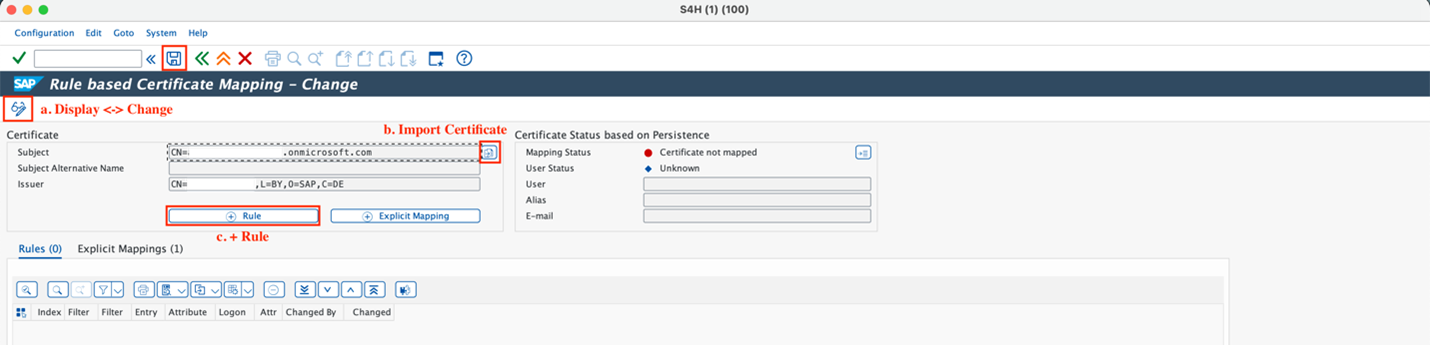 S4H (1) (100)
Configuration Edit Goto System Help
SAP Rule based Certificate Mapping - Change
a. Display <-> Change
b. Import Certificate
Certificate
Subject CN= .onmicrosoft.com
Subject Alternative Name
Issuer CN= ,L=BY,O=SAP,C=DE
Rule Explicit Mapping
c. + Rule
Certificate Status based on Persistence
Mapping Status Certificate not mapped
User Status Unknown
User
Alias
E-mail
Rules (0) Explicit Mappings (1)
Index Filter Filter Entry Attribute Logon Attr Changed By Changed